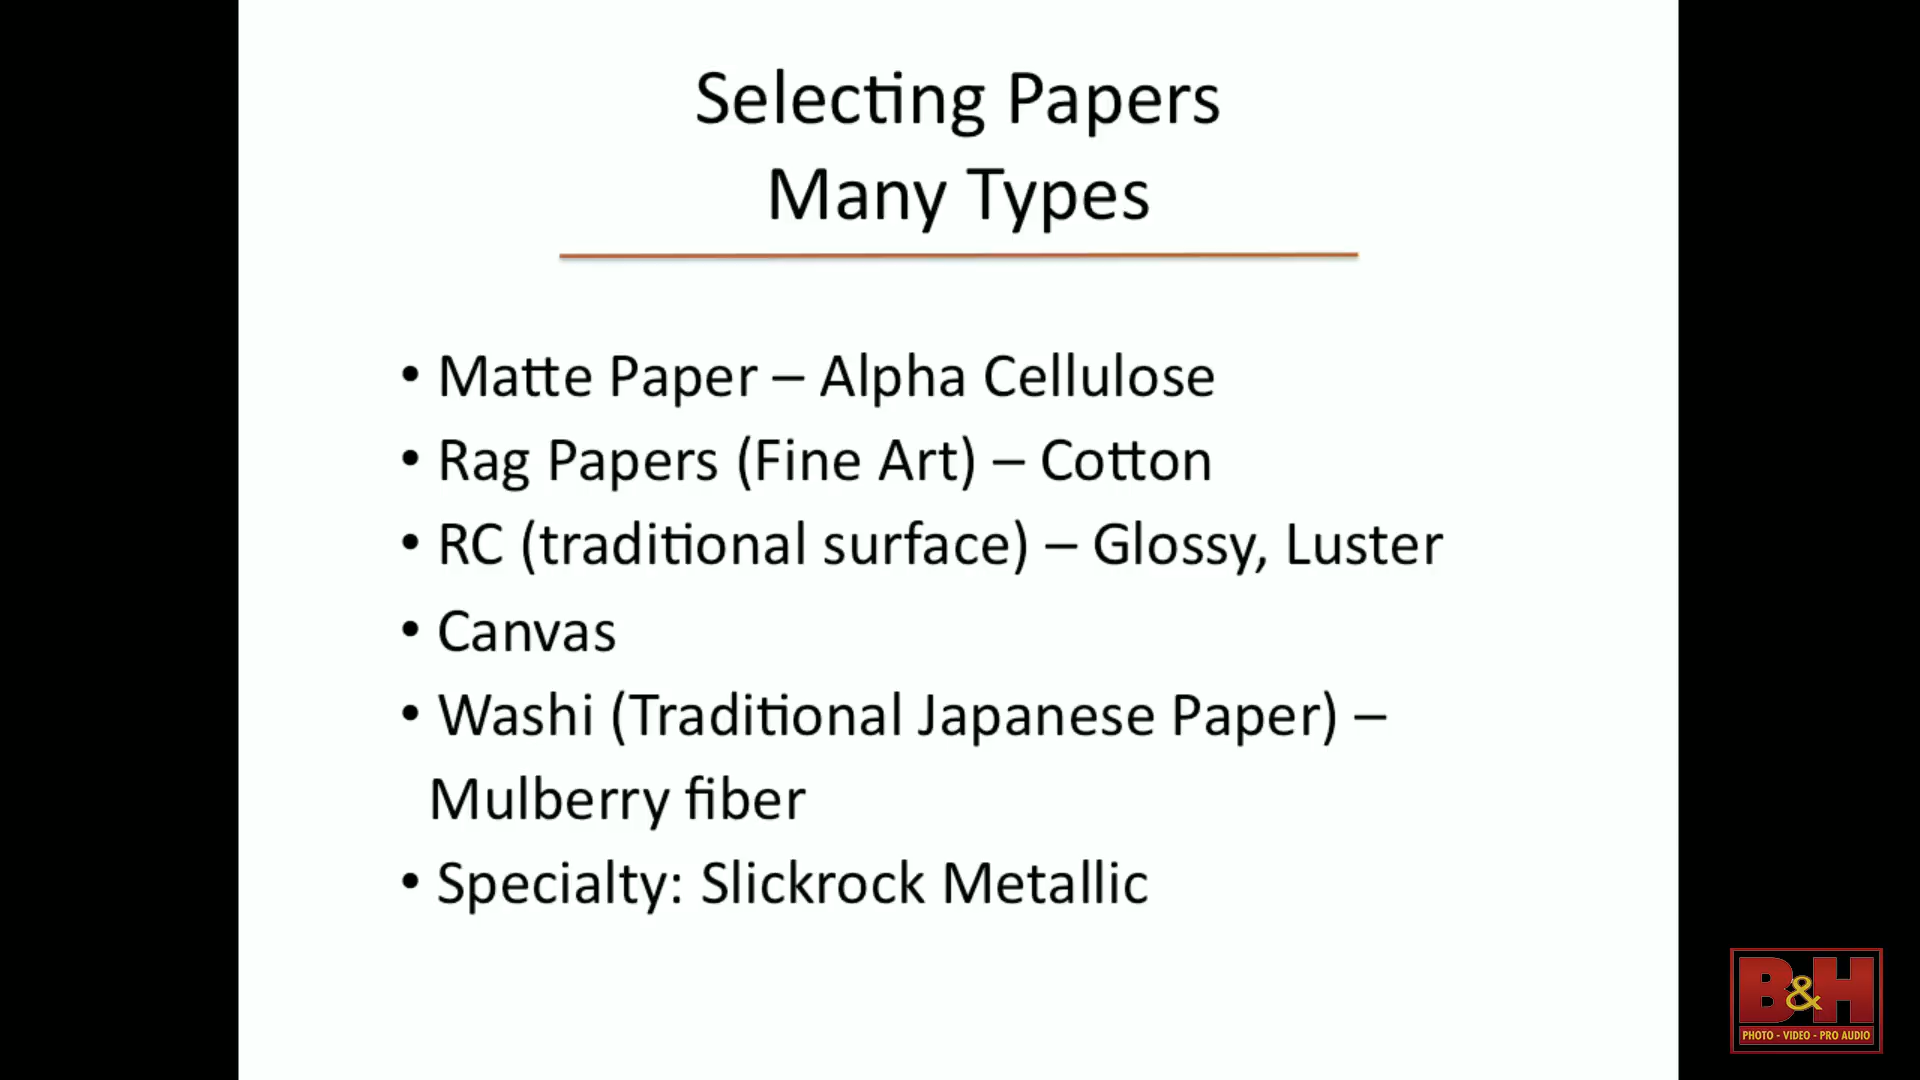 Selecting Papers
Many Types
• Matte Paper – Alpha Cellulose
• Rag Papers (Fine Art) – Cotton
• RC (traditional surface) – Glossy, Luster
• Canvas
• Washi (Traditional Japanese Paper) –
Mulberry fiber
• Specialty: Slickrock Metallic
B&H
PHOTO - VIDEO - PRO AUDIO